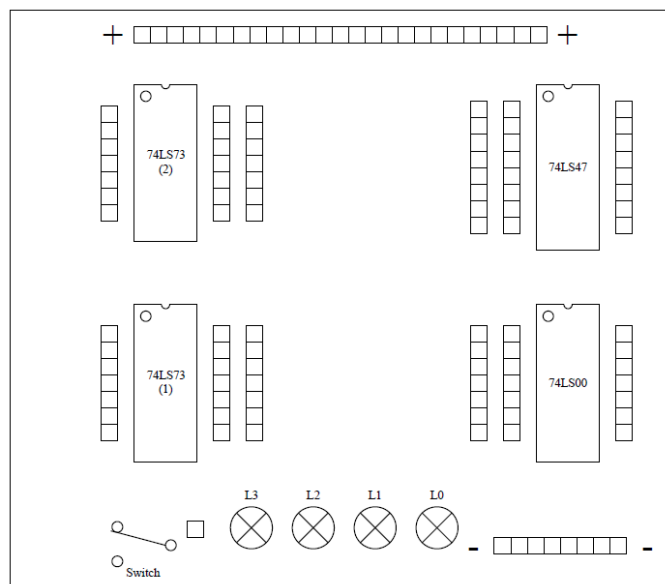 + +
74LS73
(2)
74LS47
74LS73
(1)
74LS00
L3 L2 L1 L0
- -
Switch